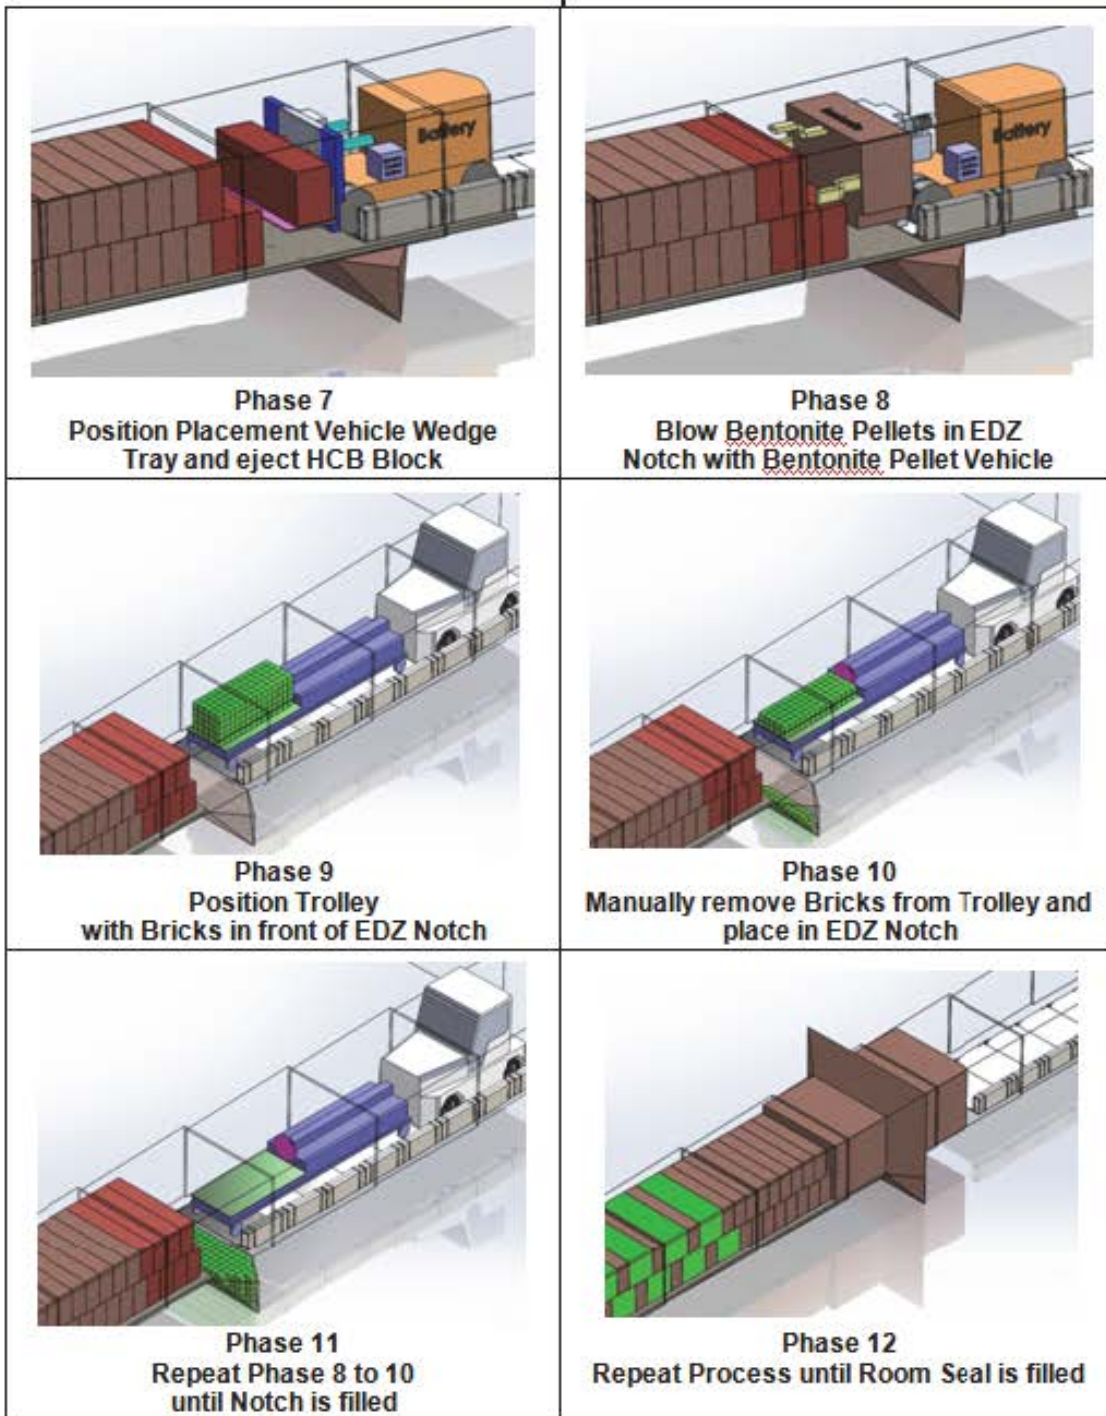 Battery
Battery
Phase 7
Position Placement Vehicle Wedge
Tray and eject HCB Block
Phase 8
Blow Bentonite Pellets in EDZ
Notch with Bentonite Pellet Vehicle
Phase 9
Position Trolley
with Bricks in front of EDZ Notch
Phase 10
Manually remove Bricks from Trolley and
place in EDZ Notch
Phase 11
Repeat Phase 8 to 10
until Notch is filled
Phase 12
Repeat Process until Room Seal is filled